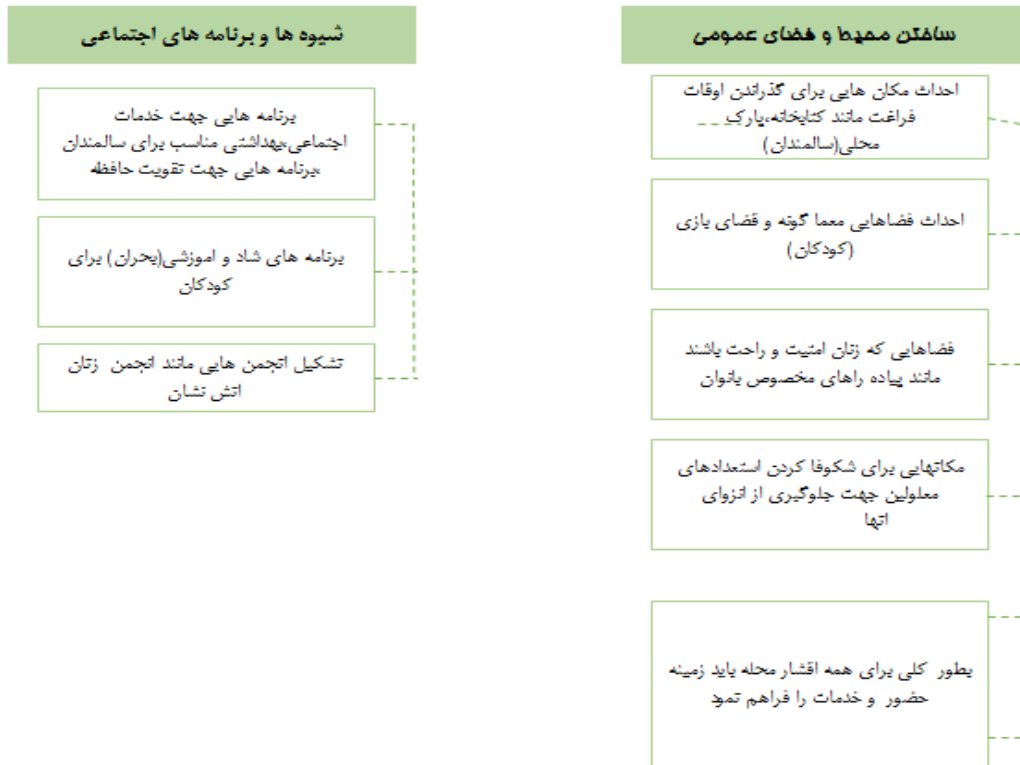 ساختن محیط و فضای عمومی
احداث مکان هایی برای گذراندن اوقات
فراغت مانند کتابخانه،پارک
محلی(سالمندان)
احداث فضاهایی معما گونه و فضای بازی
(کودکان)
فضاهایی که زنان امنیت و راحت باشند
مانند پیاده راهای مخصوص بانوان
مکانهایی برای شکوفا کردن استعدادهای
معلولین جهت جلوگیری از انزوای
انها
بطور کلی برای همه اقشار محله باید زمینه
حضور و خدمات را فراهم نمود
شیوه ها و برنامه های اجتماعی
برنامه هایی جهت خدمات
اجتماعی،بهداشتی مناسب برای سالمندان
،برنامه هایی جهت تقویت حافظه
برنامه های شاد و اموزشی(بحران) برای
کودکان
تشکیل انجمن هایی مانند انجمن زنان
اتش نشان